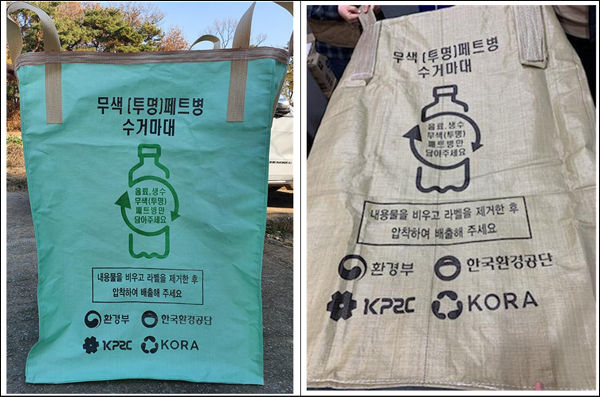 무색 (투명)페트병
수거마대
음료, 생수
무색(투명)
페트병만
담아주세요
내용물을 비우고 라벨을 제거한 후
압착하여 배출해 주세요
환경부
한국환경공단
KPRC
KORA
무색 (투명)페트병
수거마대
음료, 생수
무색(투명)
페트병만
담아주세요
내용물을 비우고 라벨을 제거한 후
압착하여 배출해 주세요
환경부
한국환경공단
KPRC
KORA